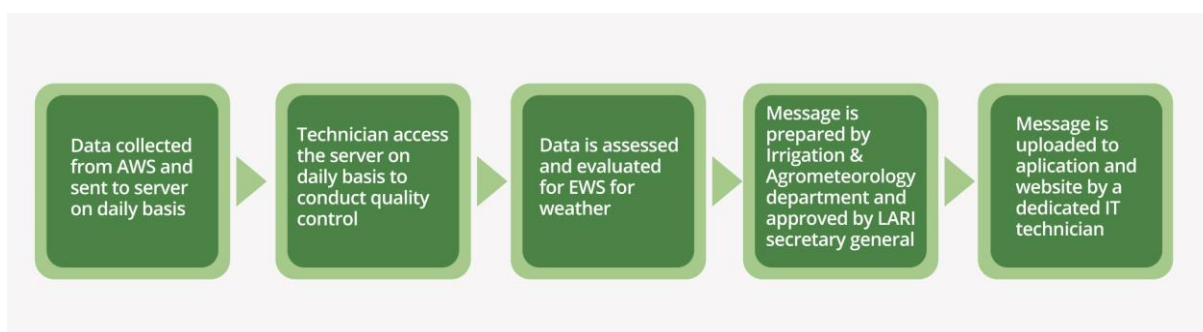 Data collected
from AWS and
sent to server
on daily basis
Technician access
the server on
daily basis to
conduct quality
control
Data is assessed
and evaluated
for EWS for
weather
Message is
prepared by
Irrigation &
Agrometeorology
department and
approved by LARI
secretary general
Message is
uploaded to
aplication and
website by a
dedicated IT
technician